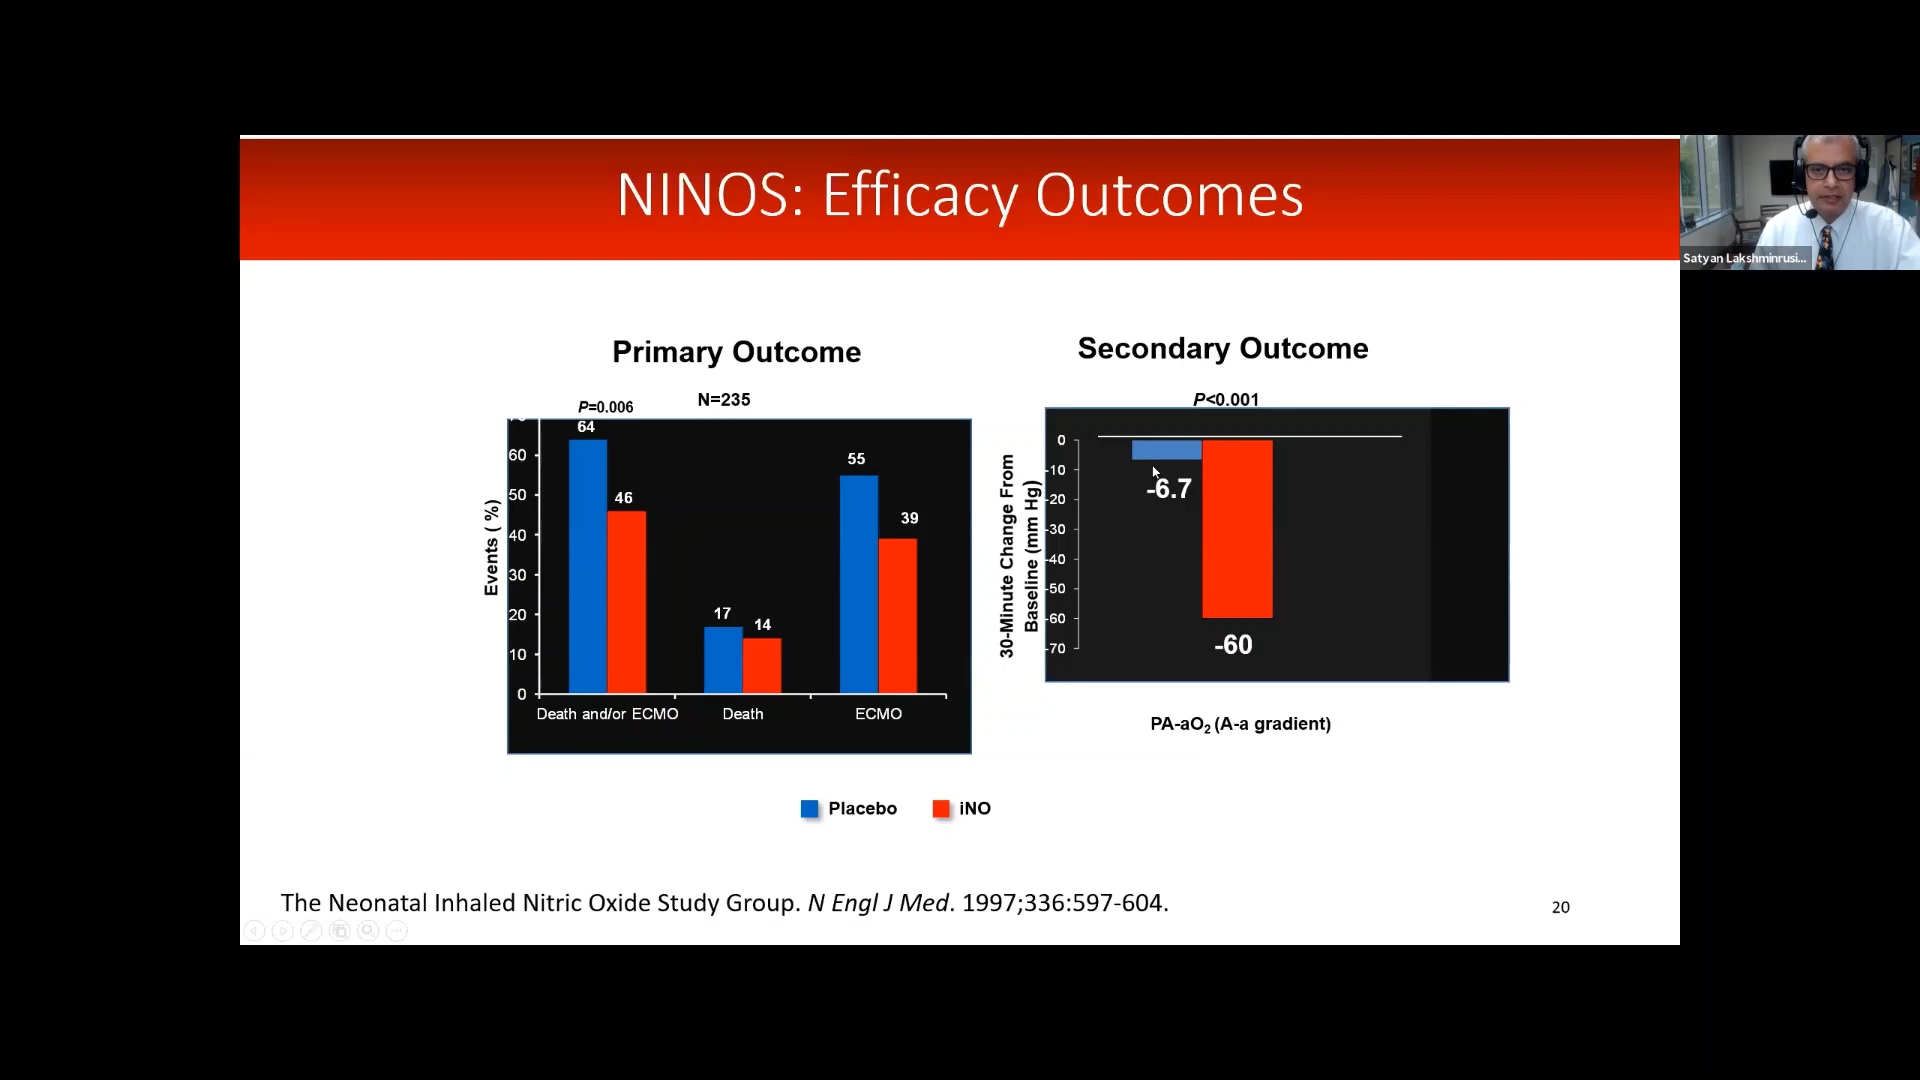 NINOS: Efficacy Outcomes
Satyan Lakshminrusi...
Primary Outcome
N=235
P=0.006
Events ( %)
70
60
50
40
30
20
10
0
64
46
17
14
55
39
Death and/or ECMO
Death
ECMO
Secondary Outcome
P<0.001
30-Minute Change From
Baseline (mm Hg)
0
-10
-20
-30
-40
-50
-60
-70
-6.7
-60
PA-aO₂ (A-a gradient)
Placebo
iNO
The Neonatal Inhaled Nitric Oxide Study Group. N Engl J Med. 1997;336:597-604.
20